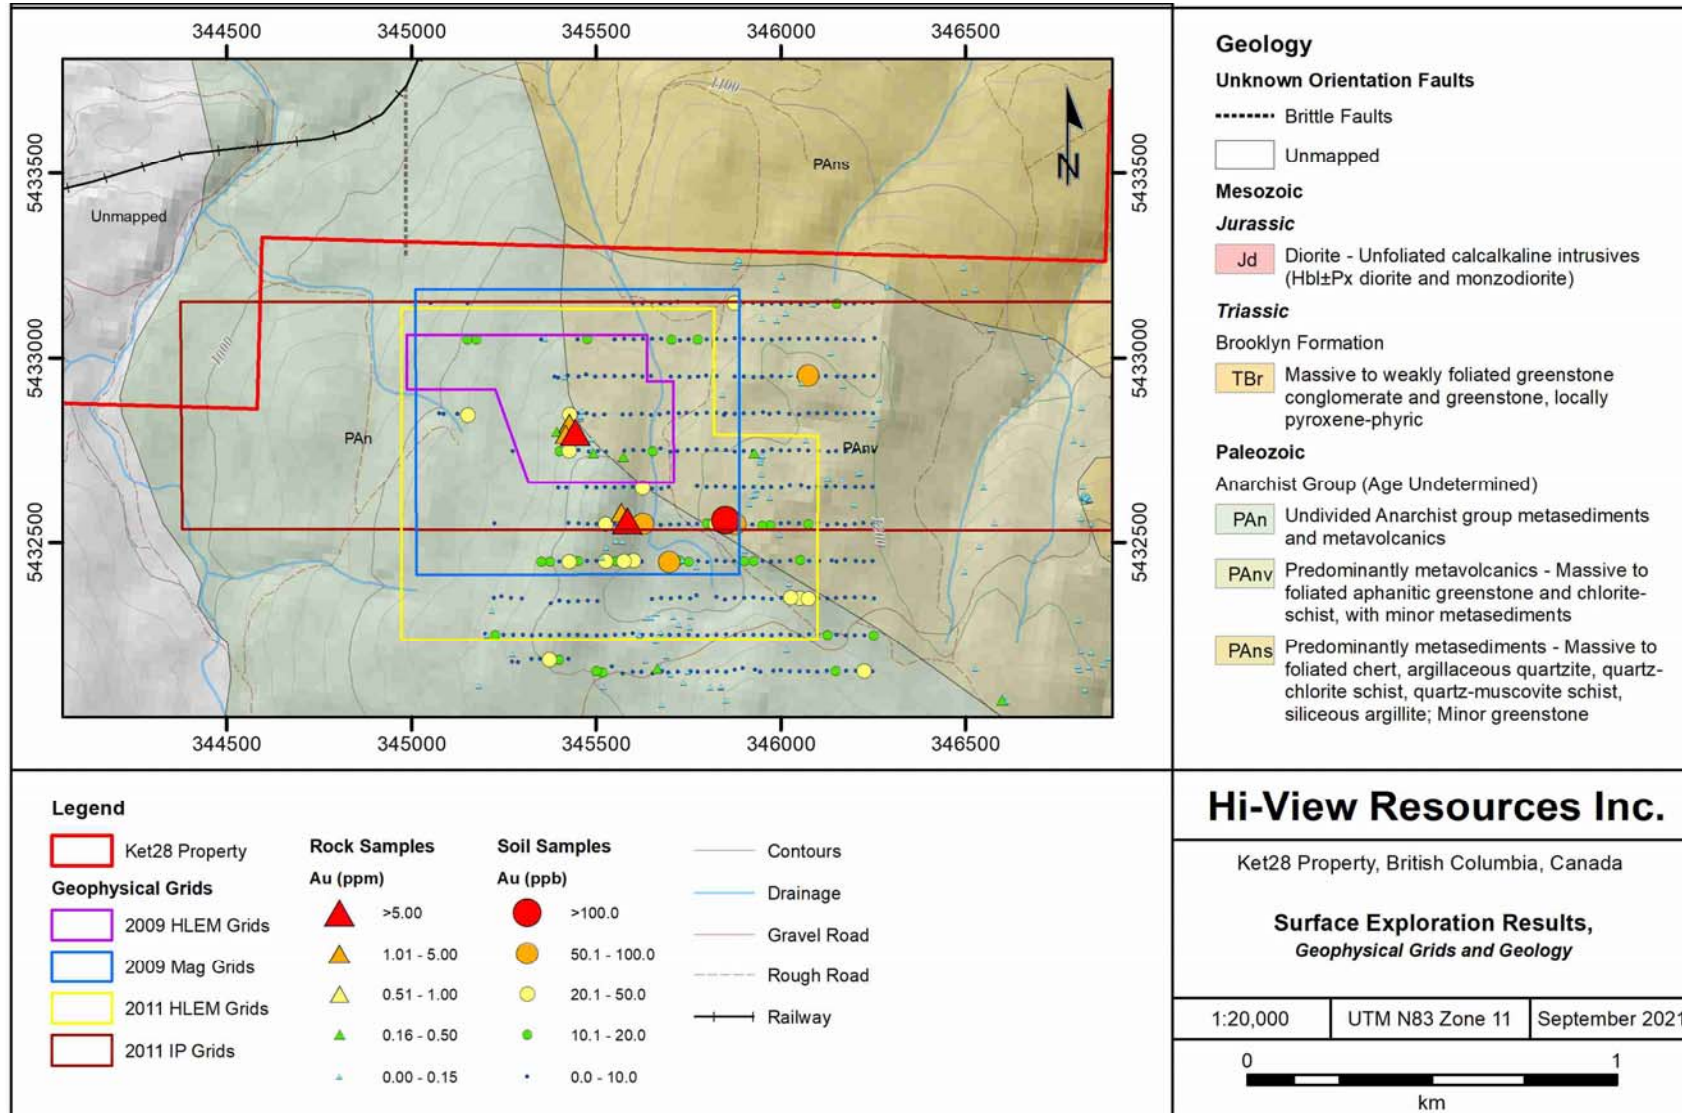 344500 345000 345500 346000 346500
5433500
5433000
5432500
5433500
5433000
5432500
1100
N
PAns
Unmapped
1000
PAn
PAnv
344500 345000 345500 346000 346500
Geology
Unknown Orientation Faults
Brittle Faults
Unmapped
Mesozoic
Jurassic
Jd Diorite - Unfoliated calcalkaline intrusives
(Hbl±Px diorite and monzodiorite)
Triassic
Brooklyn Formation
TBr Massive to weakly foliated greenstone
conglomerate and greenstone, locally
pyroxene-phyric
Paleozoic
Anarchist Group (Age Undetermined)
PAn Undivided Anarchist group metasediments
and metavolcanics
PAnv Predominantly metavolcanics - Massive to
foliated aphanitic greenstone and chlorite-
schist, with minor metasediments
PAns Predominantly metasediments - Massive to
foliated chert, argillaceous quartzite, quartz-
chlorite schist, quartz-muscovite schist,
siliceous argillite; Minor greenstone
Legend
Ket28 Property
Geophysical Grids
2009 HLEM Grids
2009 Mag Grids
2011 HLEM Grids
2011 IP Grids
Rock Samples
Au (ppm)
>5.00
1.01 - 5.00
0.51 - 1.00
0.16 - 0.50
0.00 - 0.15
Soil Samples
Au (ppb)
>100.0
50.1 - 100.0
20.1 - 50.0
10.1 - 20.0
0.0 - 10.0
Contours
Drainage
Gravel Road
Rough Road
Railway
Hi-View Resources Inc.
Ket28 Property, British Columbia, Canada
Surface Exploration Results,
Geophysical Grids and Geology
1:20,000 UTM N83 Zone 11 September 2021
0 1
km